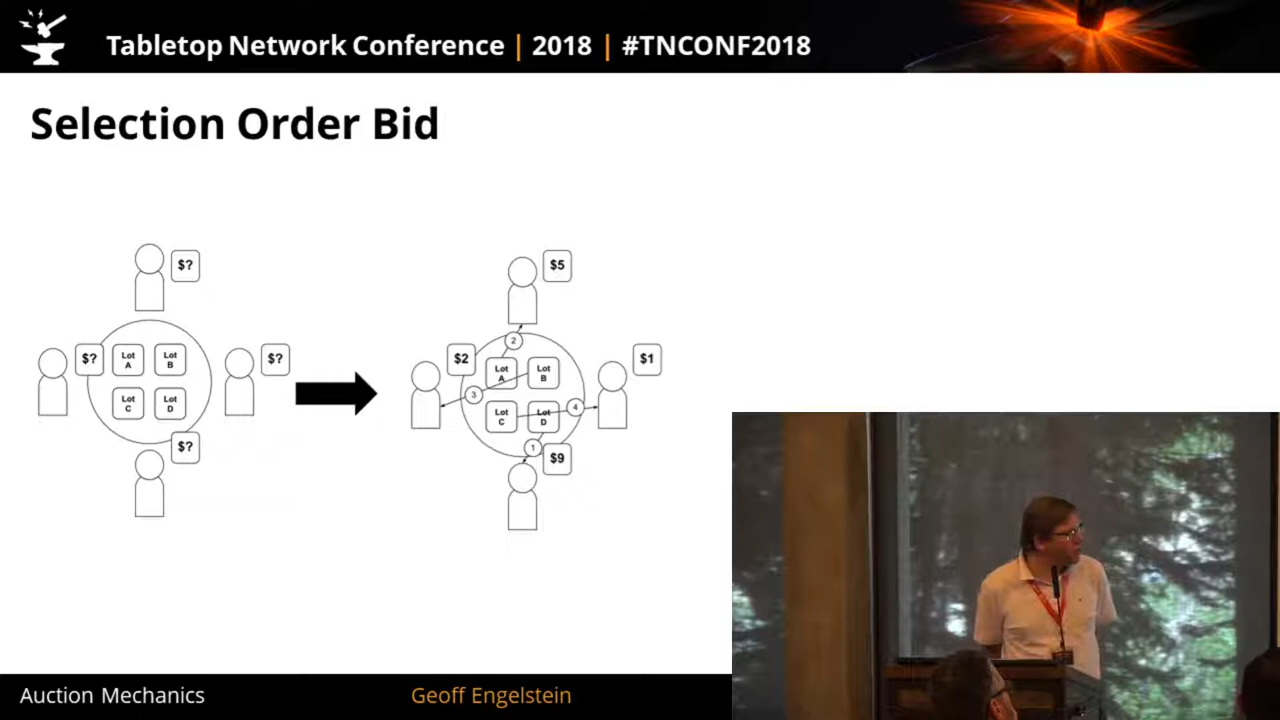 Tabletop Network Conference | 2018 | #TNCONF2018
Selection Order Bid
$?
$?
Lot A
Lot B
$?
Lot C
Lot D
$?
$5
2
$2
Lot A
Lot B
$1
3
Lot C
Lot D
4
1
$9
Auction Mechanics
Geoff Engelstein